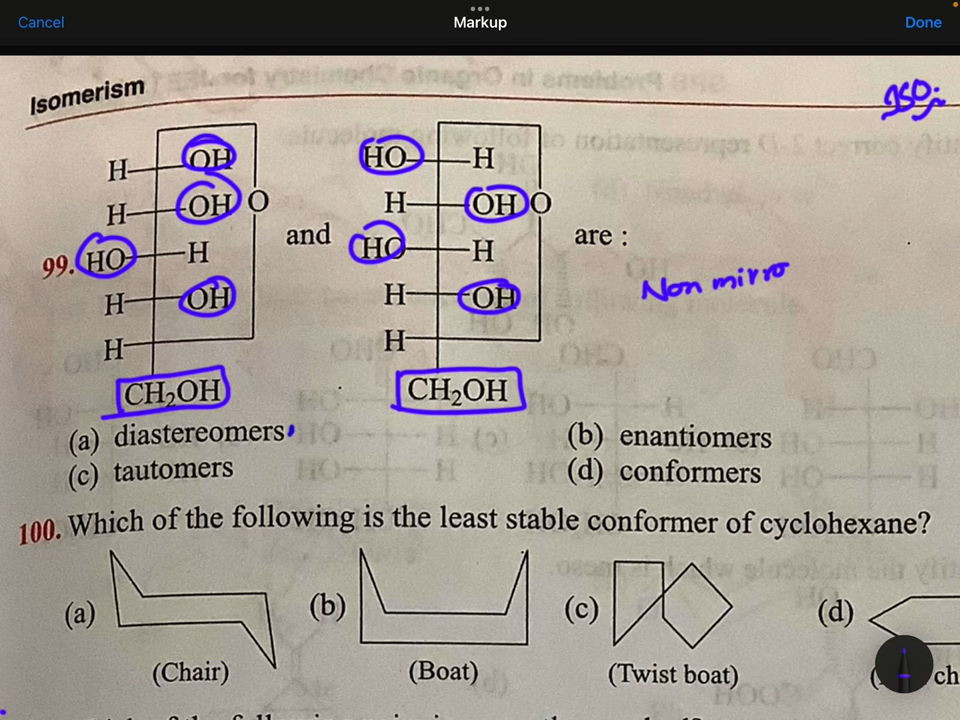 Cancel
Markup
Done
Isomerism
H OH
HO H
H OH O
H OH O
99. HO H
and
HO H
are :
H OH
H OH
Non mirro
H
H
CH₂OH
CH₂OH
(a) diastereomers
(b) enantiomers
(c) tautomers
(d) conformers
100. Which of the following is the least stable conformer of cyclohexane?
(a)
(b)
(c)
(d)
(Chair)
(Boat)
(Twist boat)